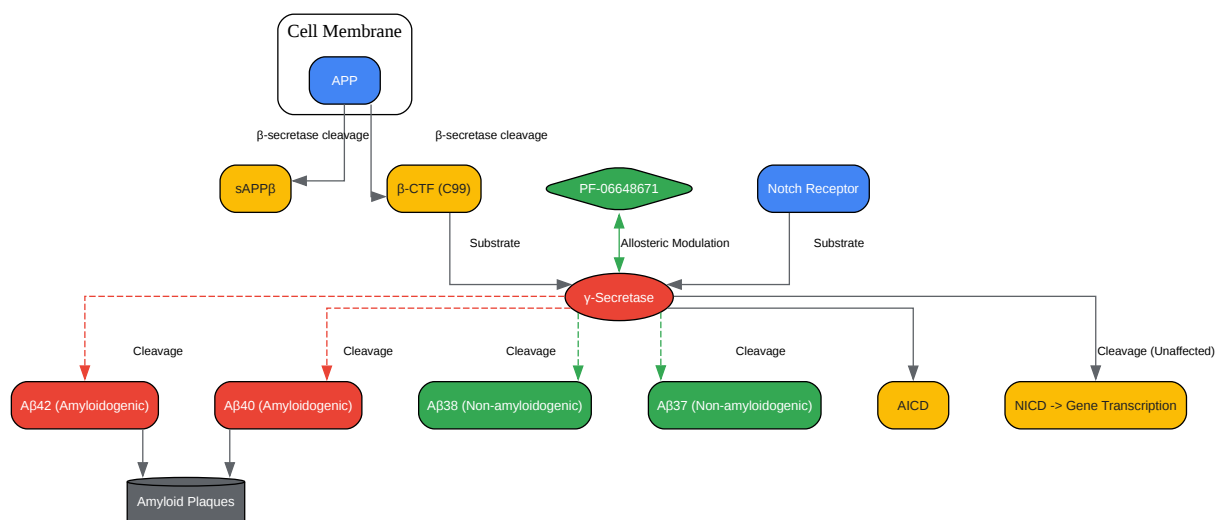 Cell Membrane
APP
β-secretase cleavage
β-secretase cleavage
sAPPβ
β-CTF (C99)
PF-06648671
Notch Receptor
Substrate
Allosteric Modulation
Substrate
γ-Secretase
Cleavage
Cleavage
Cleavage
Cleavage
Cleavage (Unaffected)
Aβ42 (Amyloidogenic)
Aβ40 (Amyloidogenic)
Aβ38 (Non-amyloidogenic)
Aβ37 (Non-amyloidogenic)
AICD
NICD -> Gene Transcription
Amyloid Plaques